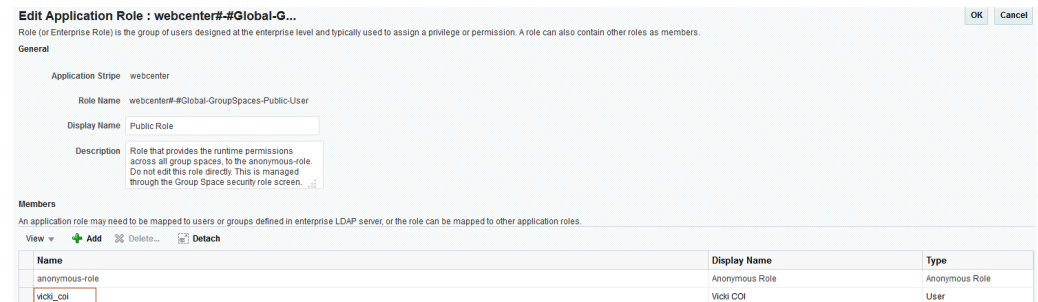 Edit Application Role : webcenter#-#Global-G...
OK Cancel
Role (or Enterprise Role) is the group of users designed at the enterprise level and typically used to assign a privilege or permission. A role can also contain other roles as members.
General
Application Stripe webcenter
Role Name webcenter#-#Global-GroupSpaces-Public-User
Display Name Public Role
Description Role that provides the runtime permissions
across all group spaces, to the anonymous-role.
Do not edit this role directly. This is managed
through the Group Space security role screen.
Members
An application role may need to be mapped to users or groups defined in enterprise LDAP server, or the role can be mapped to other application roles.
View Add Delete... Detach
Name Display Name Type
anonymous-role Anonymous Role Anonymous Role
vicki_coi Vicki COI User